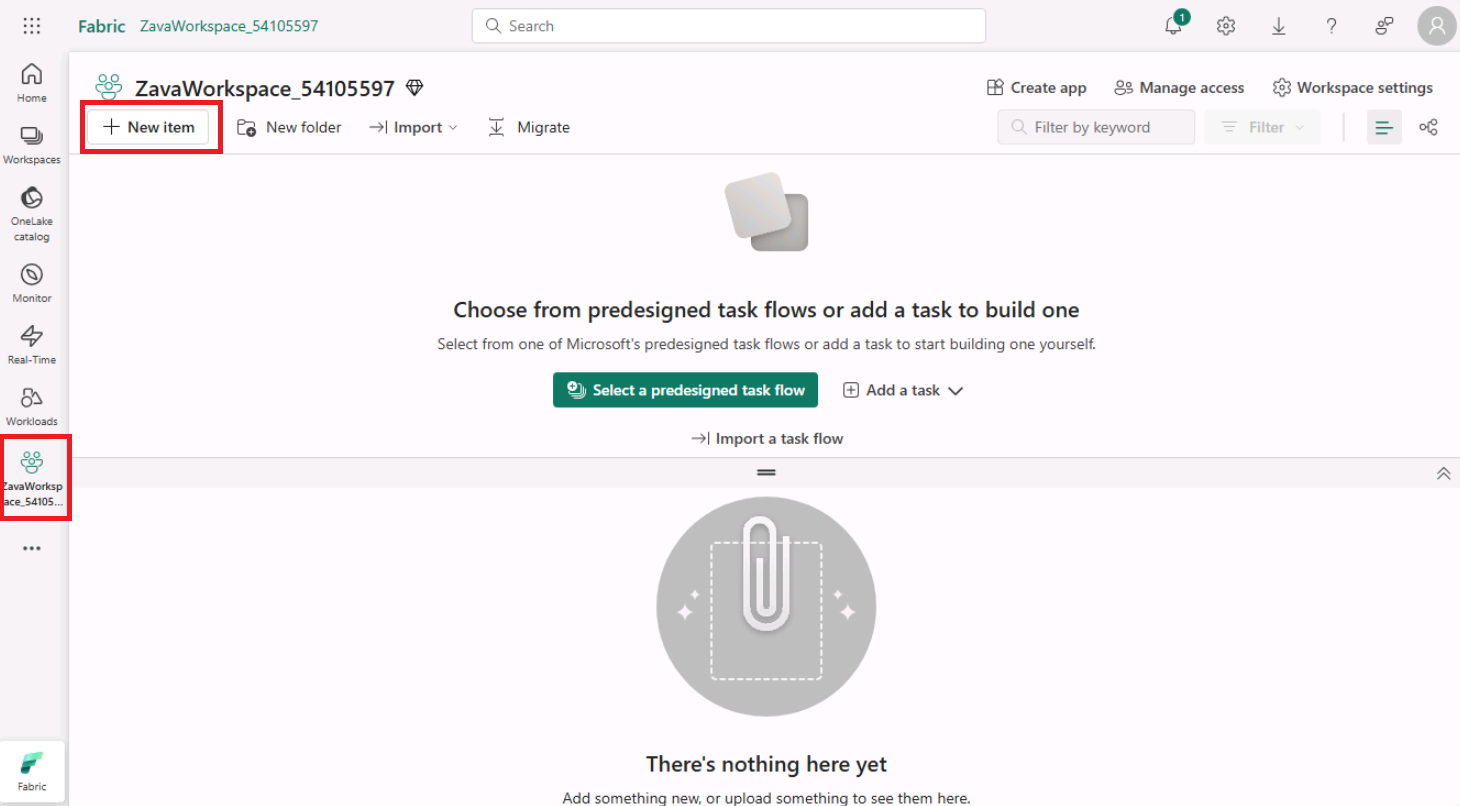 Fabric ZavaWorkspace_54105597
Search
1
Home
Workspaces
OneLake
catalog
Monitor
Real-Time
Workloads
ZavaWorksp
ace_54105...
Fabric
ZavaWorkspace_54105597
Create app
Manage access
Workspace settings
New item
New folder
Import
Migrate
Filter by keyword
Filter
Choose from predesigned task flows or add a task to build one
Select from one of Microsoft's predesigned task flows or add a task to start building one yourself.
Select a predesigned task flow
Add a task
Import a task flow
There's nothing here yet
Add something new, or upload something to see them here.